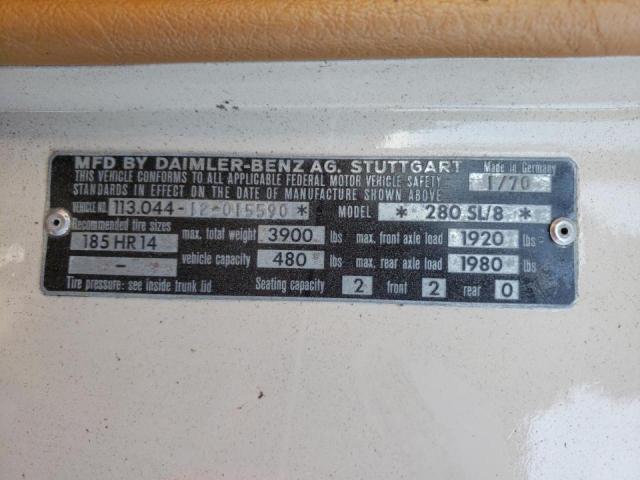 MFD BY DAIMLER-BENZ AG. STUTTGART Made in Germany
THIS VEHICLE CONFORMS TO ALL APPLICABLE FEDERAL MOTOR VEHICLE SAFETY 1/70
STANDARDS IN EFFECT ON THE DATE OF MANUFACTURE SHOWN ABOVE
VEHICLE NO. 113.044-12-015590 * MODEL * 280 SL/8 *
Recommended tire sizes
185 HR 14 max. total weight 3900 lbs max. front axle load 1920 lbs
- vehicle capacity 480 lbs max. rear axle load 1980 lbs
Tire pressure: see inside trunk lid Seating capacity 2 front 2 rear 0